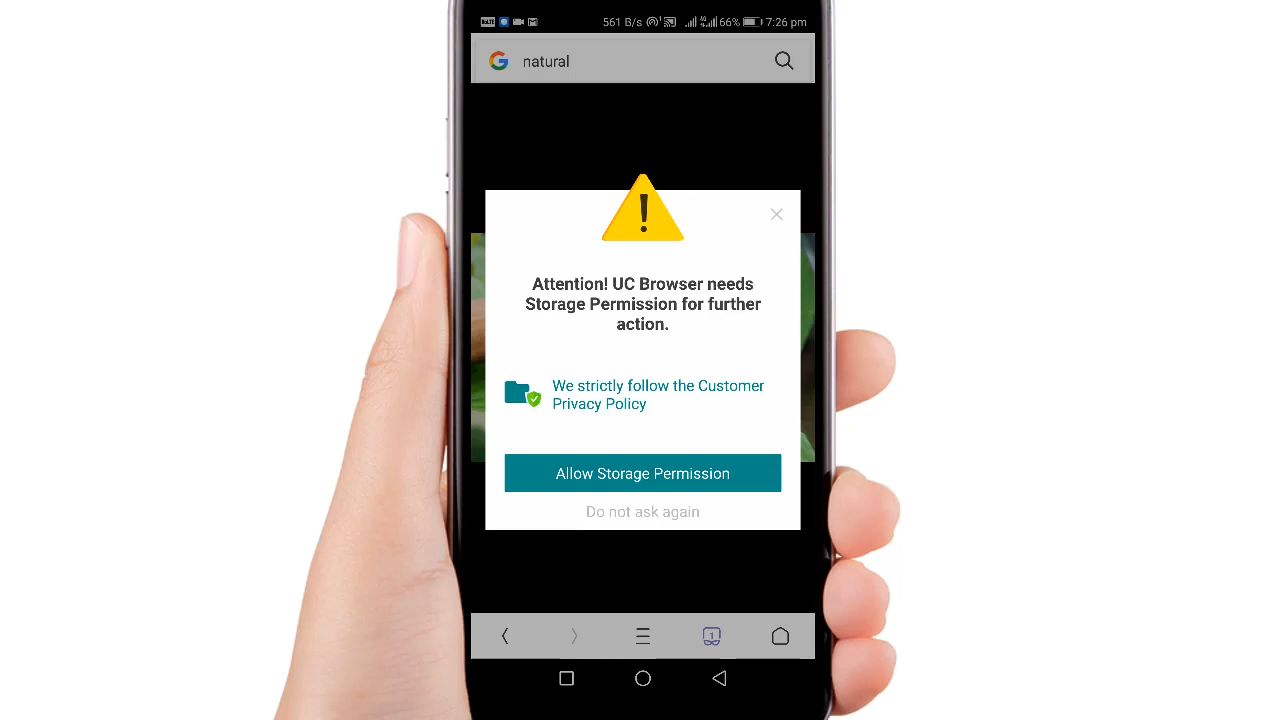 561 B/s 66% 7:26 pm
natural
Attention! UC Browser needs
Storage Permission for further
action.
We strictly follow the Customer
Privacy Policy
Allow Storage Permission
Do not ask again
1